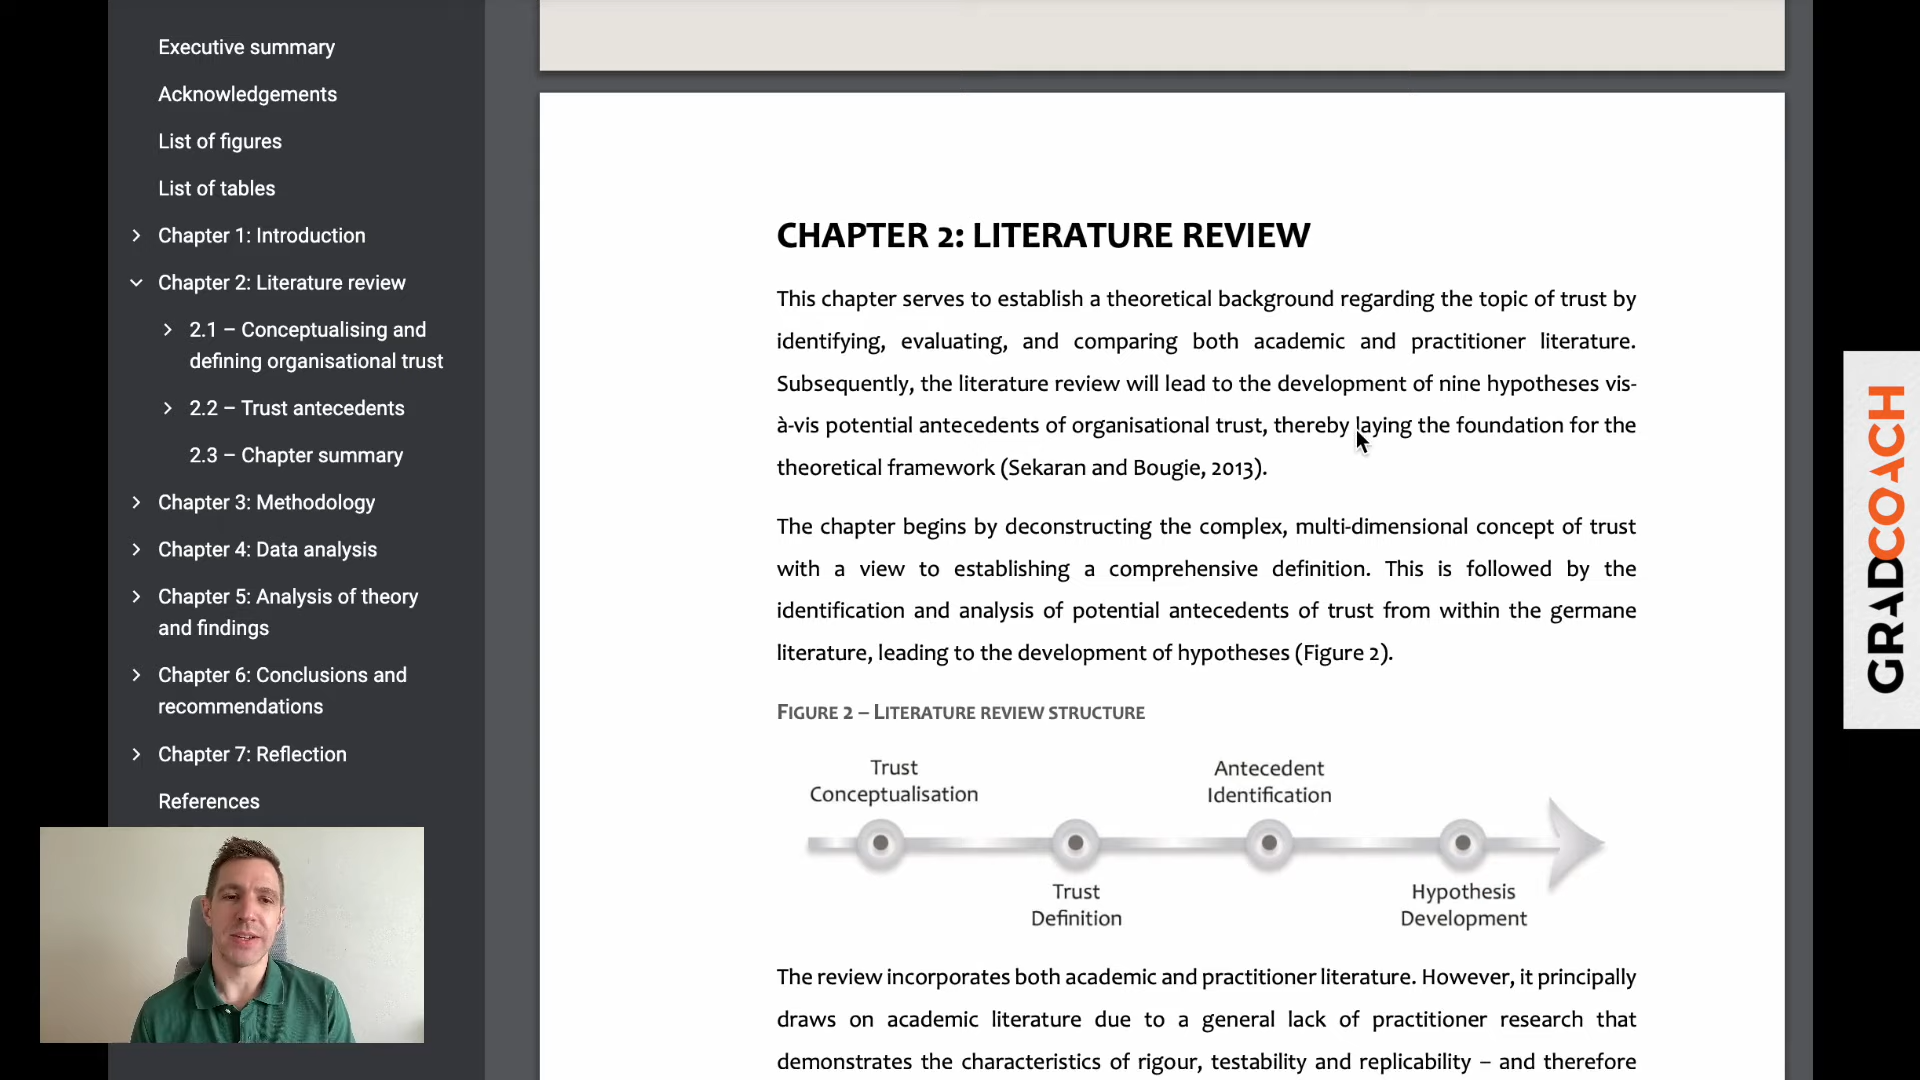 Executive summary
Acknowledgements
List of figures
List of tables
Chapter 1: Introduction
Chapter 2: Literature review
2.1 – Conceptualising and
defining organisational trust
2.2 – Trust antecedents
2.3 – Chapter summary
Chapter 3: Methodology
Chapter 4: Data analysis
Chapter 5: Analysis of theory
and findings
Chapter 6: Conclusions and
recommendations
Chapter 7: Reflection
References
CHAPTER 2: LITERATURE REVIEW
This chapter serves to establish a theoretical background regarding the topic of trust by
identifying, evaluating, and comparing both academic and practitioner literature.
Subsequently, the literature review will lead to the development of nine hypotheses vis-
à-vis potential antecedents of organisational trust, thereby laying the foundation for the
theoretical framework (Sekaran and Bougie, 2013).
The chapter begins by deconstructing the complex, multi-dimensional concept of trust
with a view to establishing a comprehensive definition. This is followed by the
identification and analysis of potential antecedents of trust from within the germane
literature, leading to the development of hypotheses (Figure 2).
FIGURE 2 – LITERATURE REVIEW STRUCTURE
Trust
Conceptualisation
Trust
Definition
Antecedent
Identification
Hypothesis
Development
The review incorporates both academic and practitioner literature. However, it principally
draws on academic literature due to a general lack of practitioner research that
demonstrates the characteristics of rigour, testability and replicability – and therefore
GRADCOACH